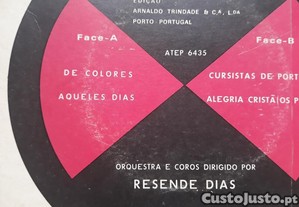 EDIÇÃO
ARNALDO TRINDADE & C.ª, L.DA
PORTO - PORTUGAL
Face-A
Face-B
ATEP 6435
DE COLORES
CURSISTAS DE PORT
AQUELES DIAS
ALEGRIA CRISTÃOS P
ORQUESTRA E COROS DIRIGIDO POR
RESENDE DIAS
CustoJusto.pt